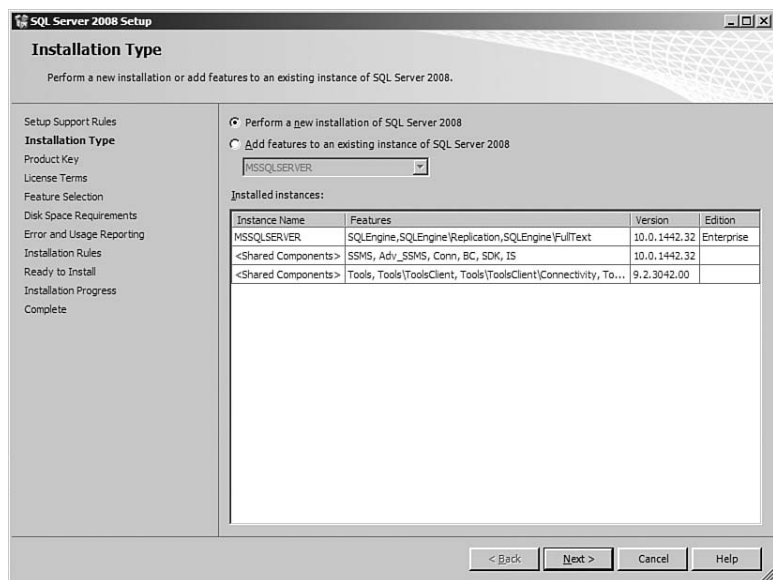 SQL Server 2008 Setup
Installation Type
Perform a new installation or add features to an existing instance of SQL Server 2008.
Setup Support Rules
Installation Type
Product Key
License Terms
Feature Selection
Disk Space Requirements
Error and Usage Reporting
Installation Rules
Ready to Install
Installation Progress
Complete
Perform a new installation of SQL Server 2008
Add features to an existing instance of SQL Server 2008
MSSQLSERVER
Installed instances:
Instance Name Features Version Edition
MSSQLSERVER SQLEngine,SQLEngine\Replication,SQLEngine\FullText 10.0.1442.32 Enterprise
<Shared Components> SSMS, Adv_SSMS, Conn, BC, SDK, IS 10.0.1442.32
<Shared Components> Tools, Tools\ToolsClient, Tools\ToolsClient\Connectivity, To... 9.2.3042.00
< Back Next > Cancel Help